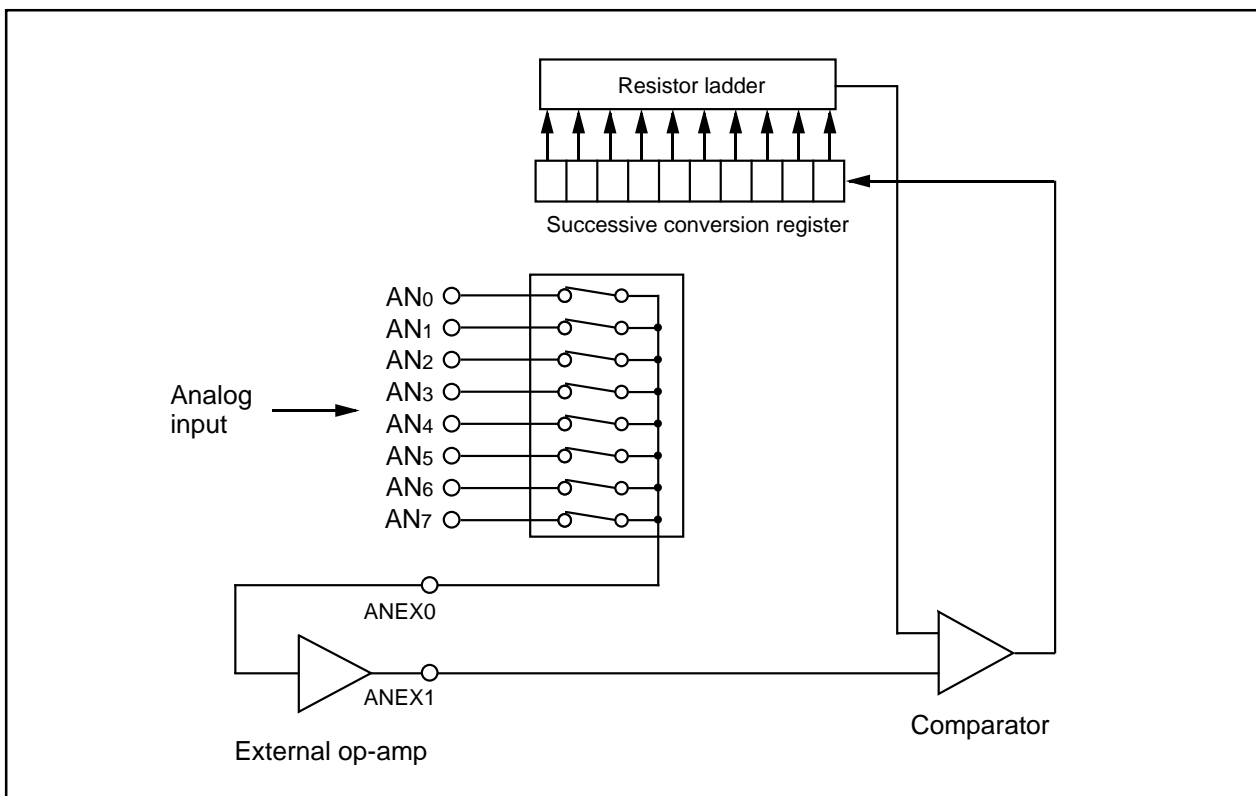 Resistor ladder
Successive conversion register
AN0
AN1
AN2
AN3
AN4
AN5
AN6
AN7
Analog
input
ANEX0
ANEX1
External op-amp
Comparator